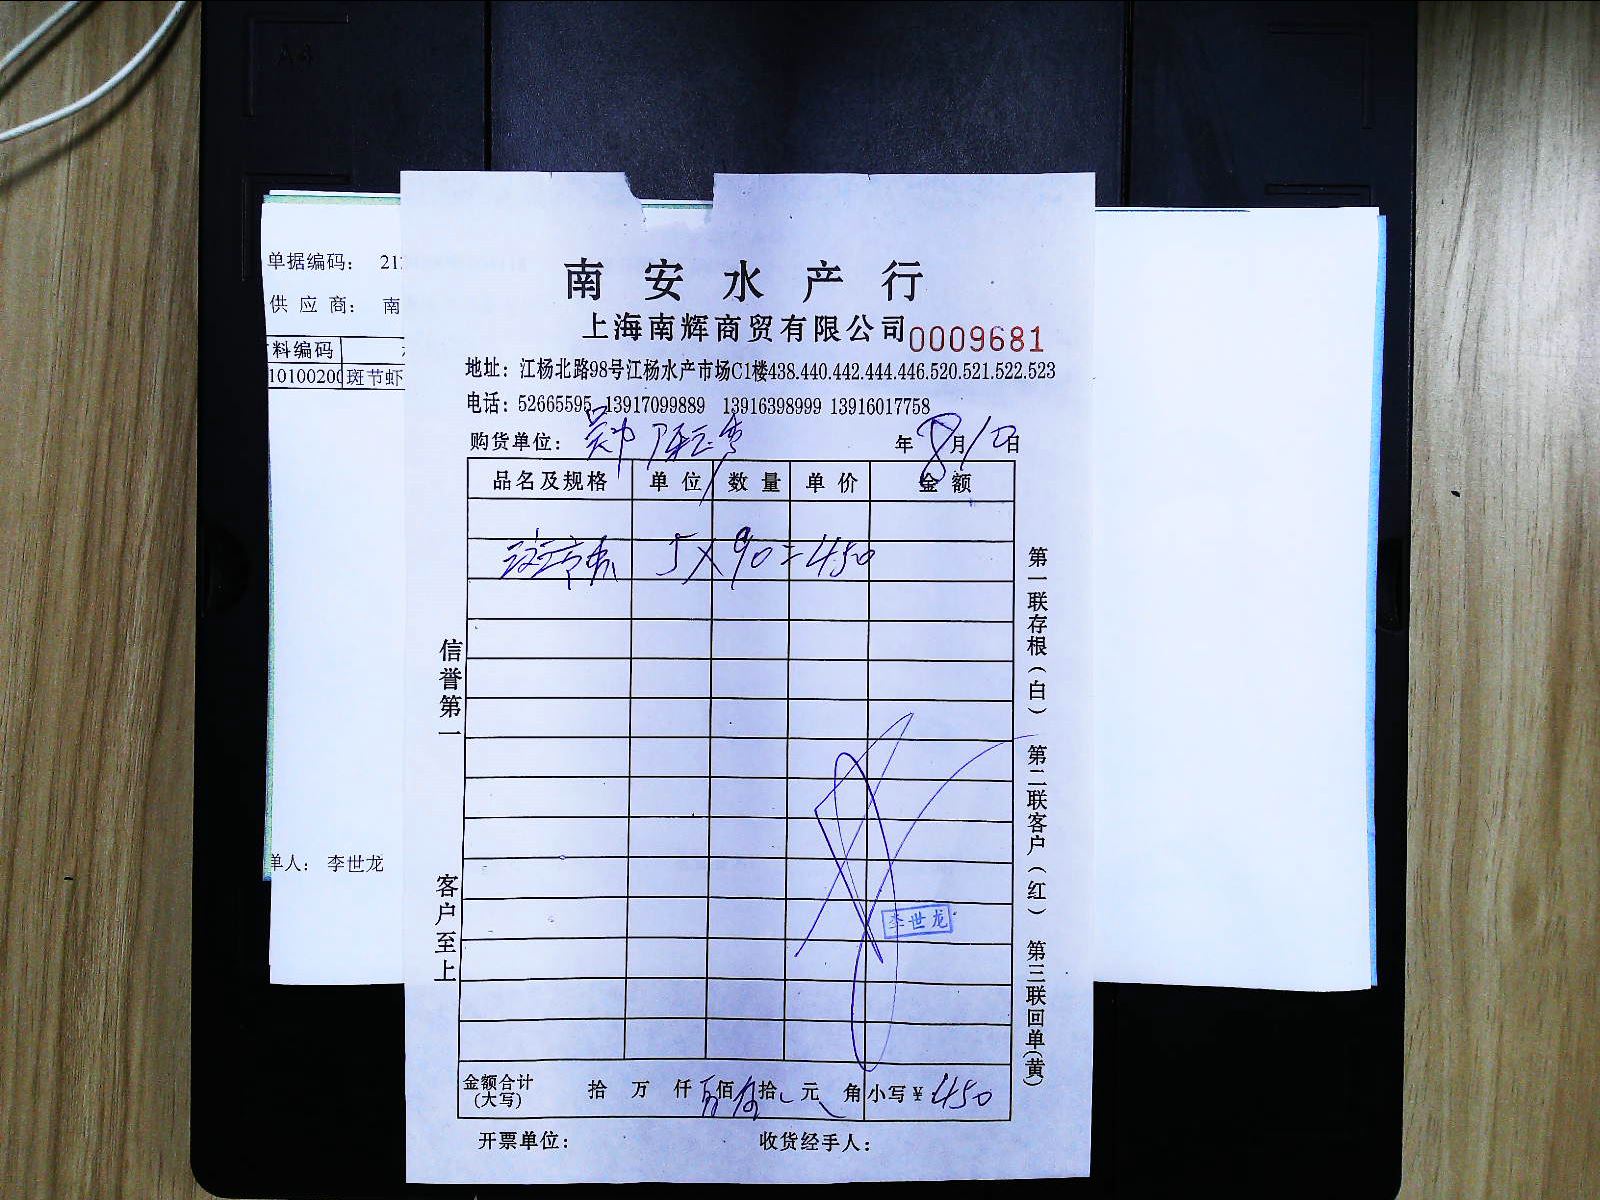 A4
单据编码： 21
供 应 商： 南
料编码
10100200 斑节虾
单人： 李世龙
南安水产行
上海南辉商贸有限公司 0009681
地址：江杨北路98号江杨水产市场C1楼438.440.442.444.446.520.521.522.523
电话：52665595 13917099889 13916398999 13916017758
购货单位： 年 8月10日
品名及规格 单位 数量 单价 金额
5×90=450
信誉第一
客户至上
第一联存根（白） 第二联客户（红） 第三联回单（黄）
李世龙
金额合计（大写） 拾 万 仟 佰 拾 元 角 小写￥450
开票单位： 收货经手人：